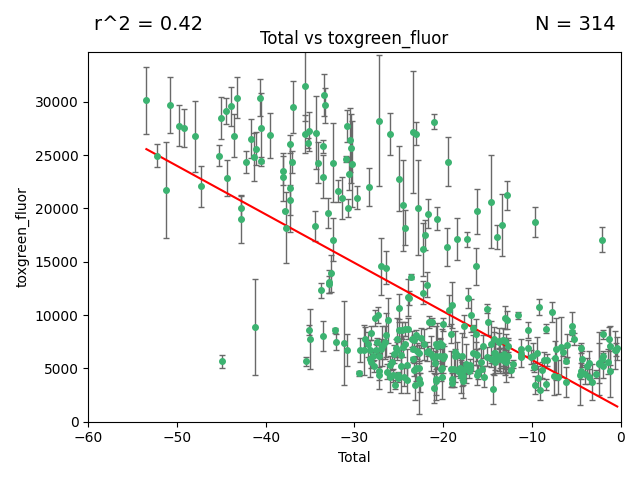 r^2 = 0.42
N = 314
Total vs toxgreen_fluor
toxgreen_fluor
30000
25000
20000
15000
10000
5000
0
−60
−50
−40
−30
−20
−10
0
Total